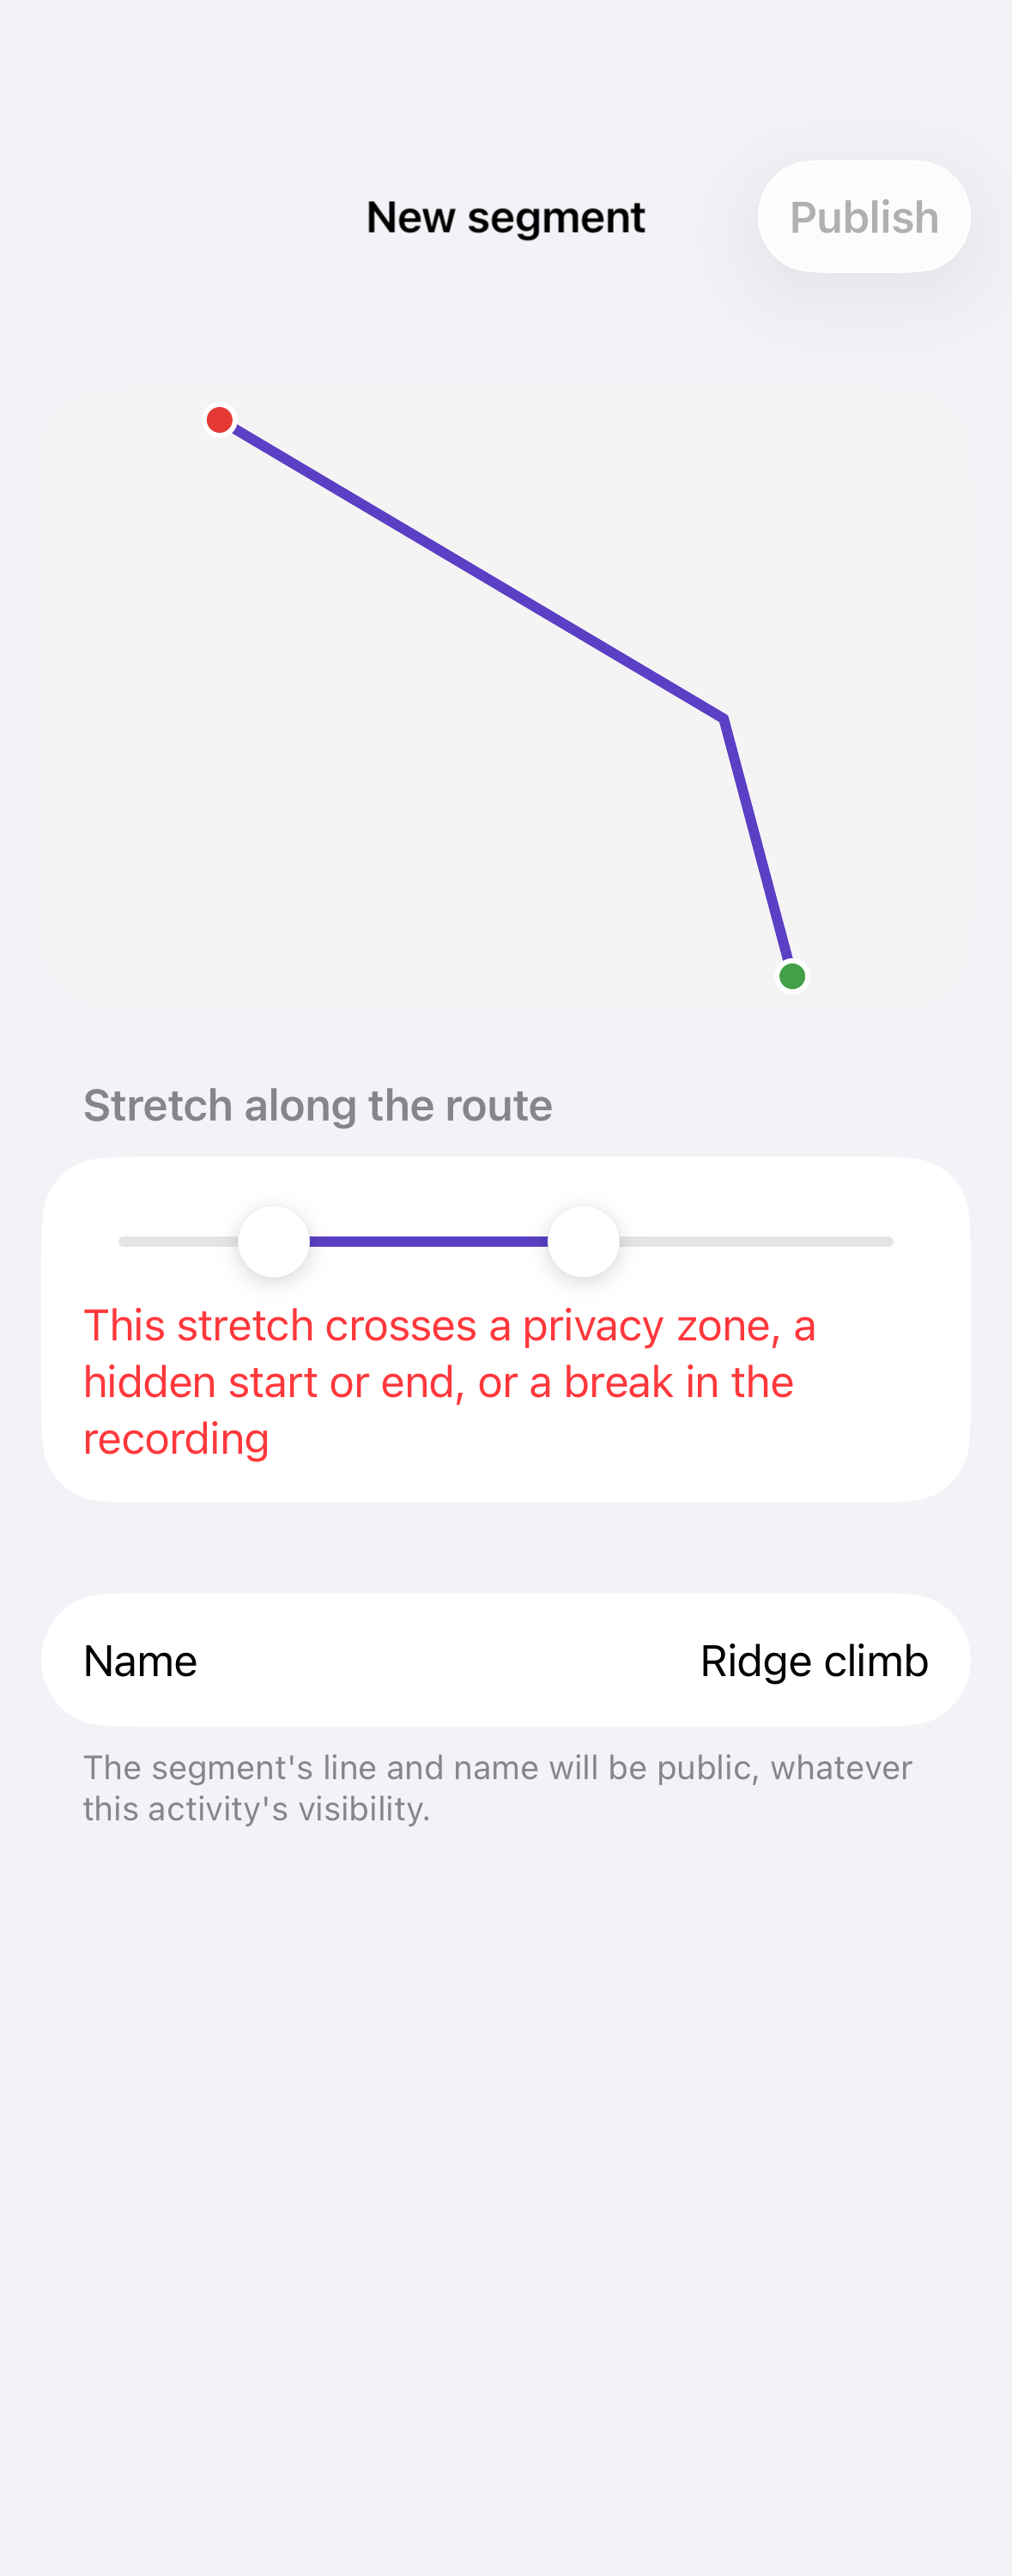 New segment
Publish
Stretch along the route
This stretch crosses a privacy zone, a
hidden start or end, or a break in the
recording
Name
Ridge climb
The segment's line and name will be public, whatever
this activity's visibility.